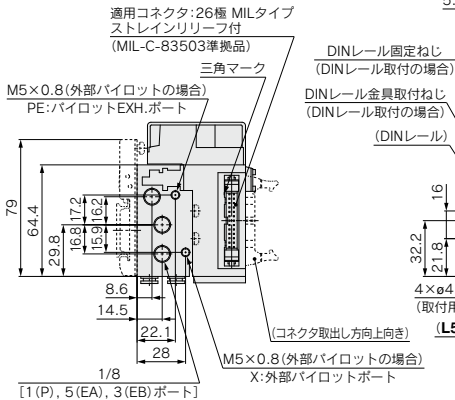 適用コネクタ:26極 MILタイプ
ストレインリリーフ付
(MIL-C-83503準拠品)
三角マーク
M5×0.8(外部パイロットの場合)
PE:パイロットEXH.ポート
DINレール固定ねじ
(DINレール取付の場合)
DINレール金具取付ねじ
(DINレール取付の場合)
(DINレール)
79
64.4
29.8
17.2
16.2
16.8
15.9
8.6
14.5
22.1
28
16
32.2
21.8
4×ø4
(取付用
(コネクタ取出し方向上向き)
(L5
M5×0.8(外部パイロットの場合)
X:外部パイロットポート
1/8
[1(P), 5(EA), 3(EB)ポート]